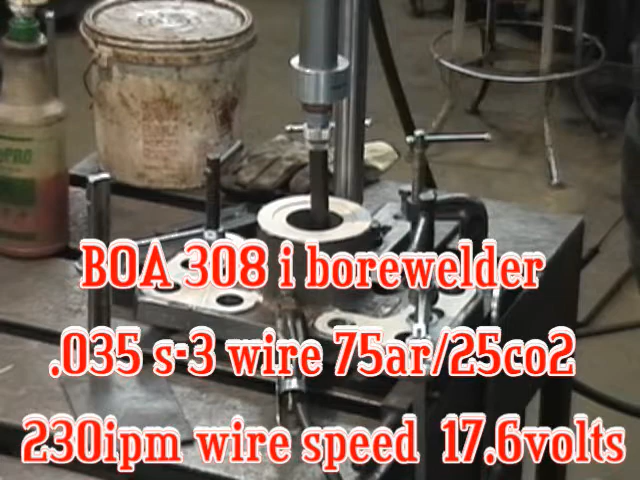 BOA 308 i borewelder
.035 s-3 wire 75ar/25co2
230ipm wire speed 17.6volts